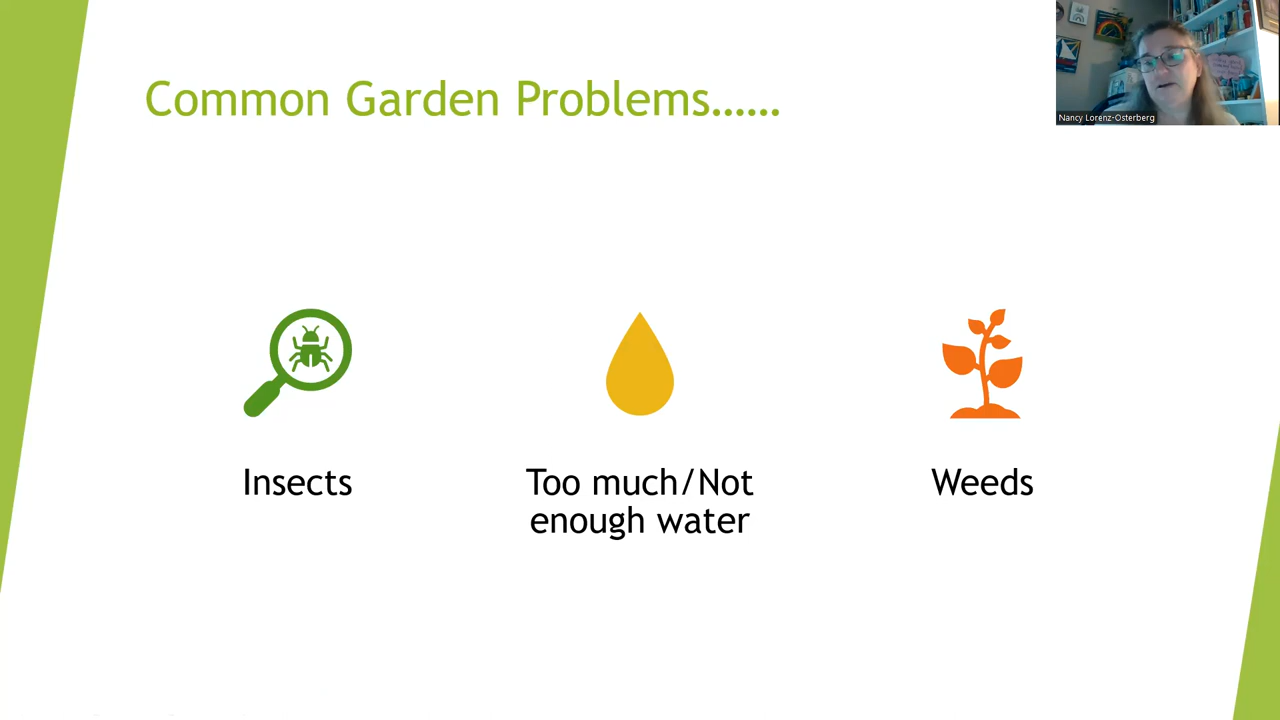 Common Garden Problems......
Nancy Lorenz-Osterberg
Insects
Too much/Not
enough water
Weeds